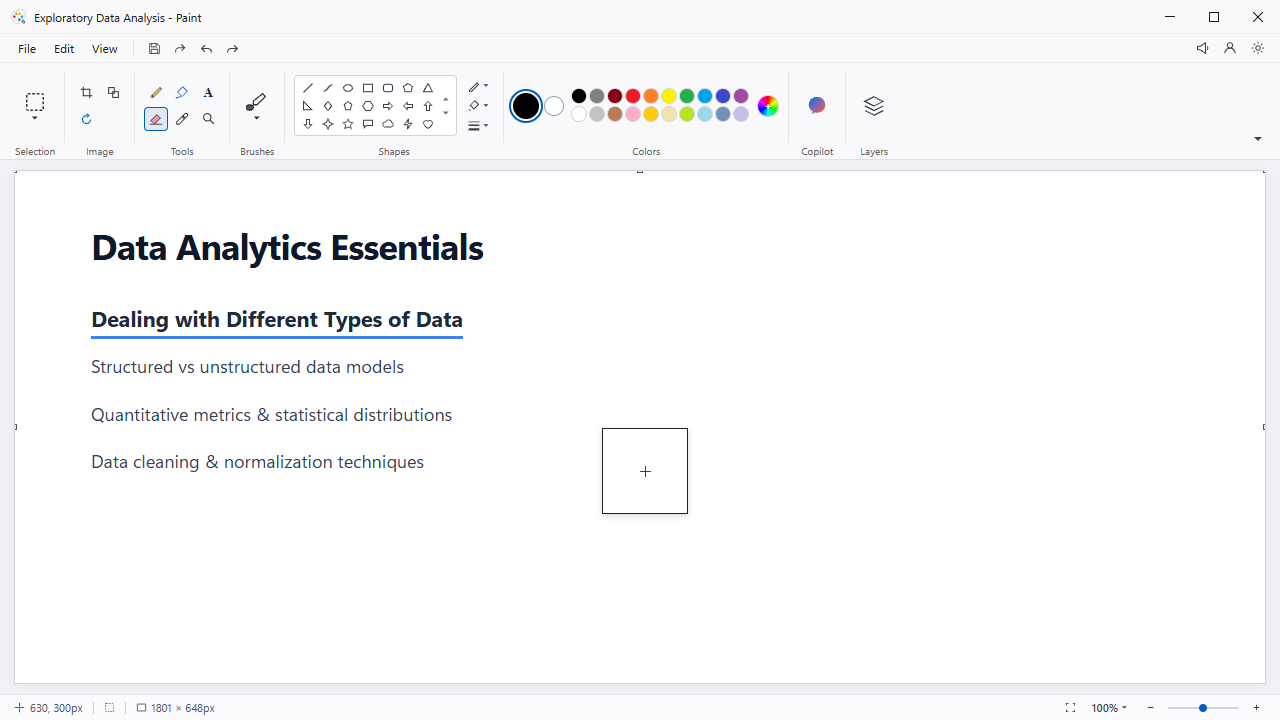 Exploratory Data Analysis - Paint
File Edit View
Selection
Image
Tools
Brushes
Shapes
Colors
Copilot
Layers
Data Analytics Essentials
Dealing with Different Types of Data
Structured vs unstructured data models
Quantitative metrics & statistical distributions
Data cleaning & normalization techniques
630, 300px
1801 × 648px
100%